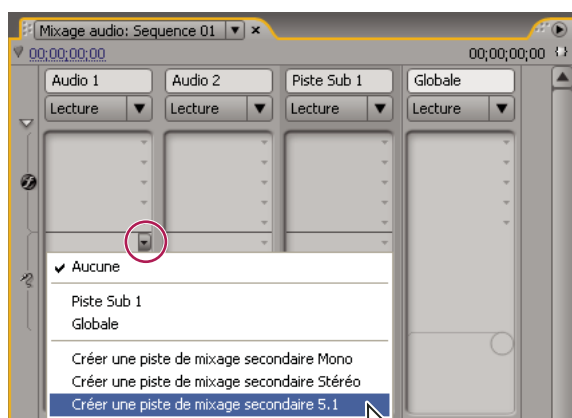 Mixage audio: Sequence 01
00;00;00;00 00;00;00;00
Audio 1 Audio 2 Piste Sub 1 Globale
Lecture Lecture Lecture Lecture
Aucune
Piste Sub 1
Globale
Créer une piste de mixage secondaire Mono
Créer une piste de mixage secondaire Stéréo
Créer une piste de mixage secondaire 5.1